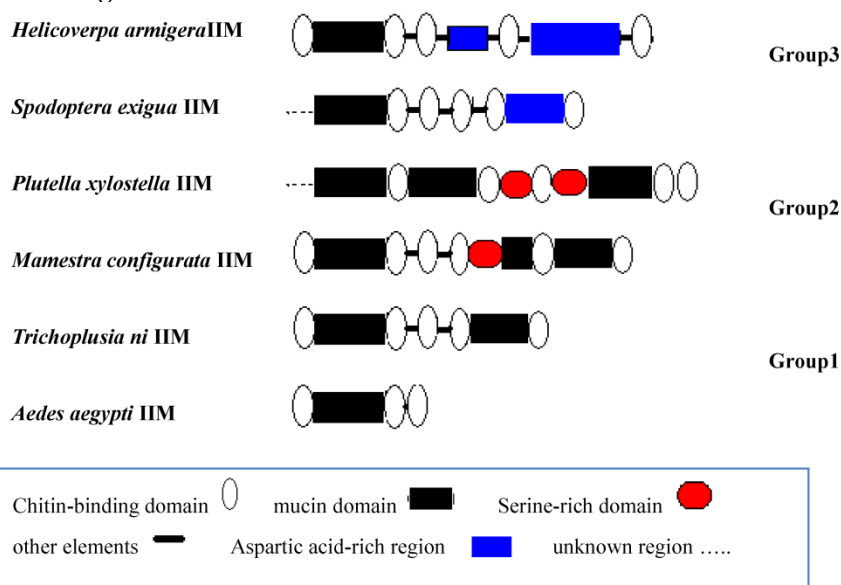 Helicoverpa armigeraIIM
Group3
Spodoptera exigua IIM
Plutella xylostella IIM
Group2
Mamestra configurata IIM
Trichoplusia ni IIM
Group1
Aedes aegypti IIM
Chitin-binding domain mucin domain Serine-rich domain
other elements Aspartic acid-rich region unknown region .....